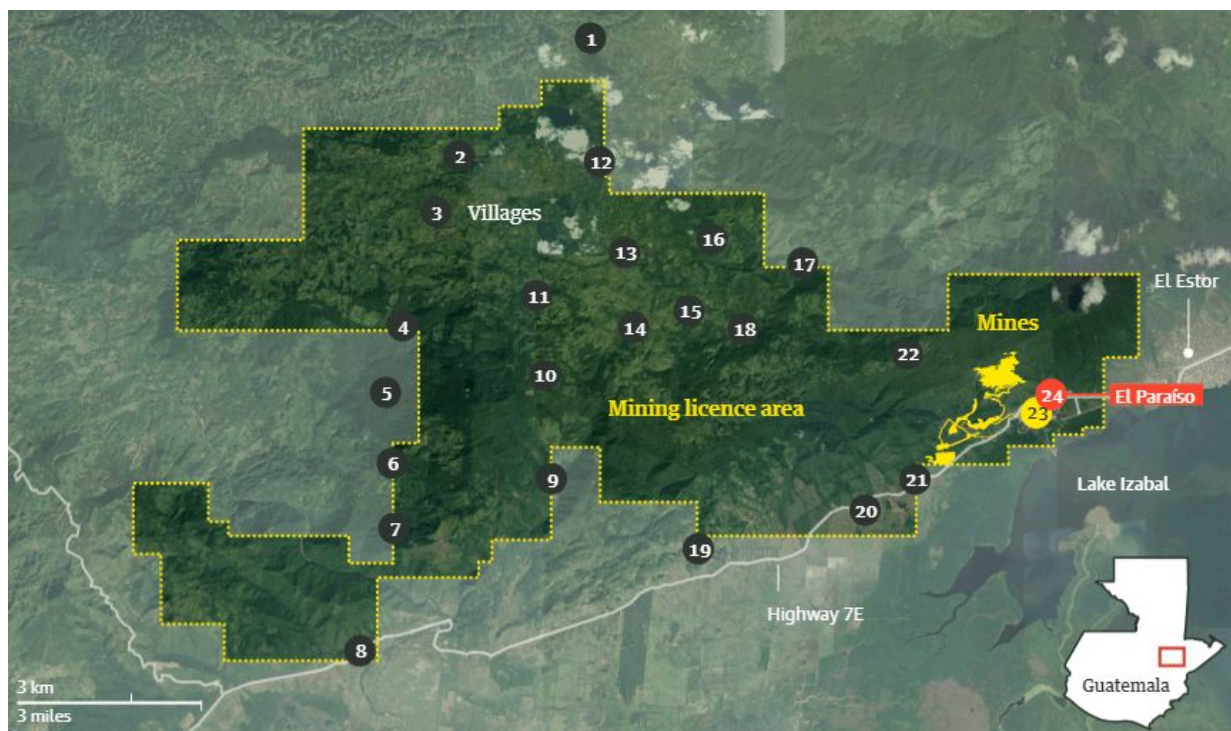 1
2
12
3
Villages
16
13
17
El Estor
11
15
4
14
18
Mines
22
10
5
24
El Paraíso
Mining licence area
23
6
9
21
Lake Izabal
20
7
19
Highway 7E
8
3 km
3 miles
Guatemala